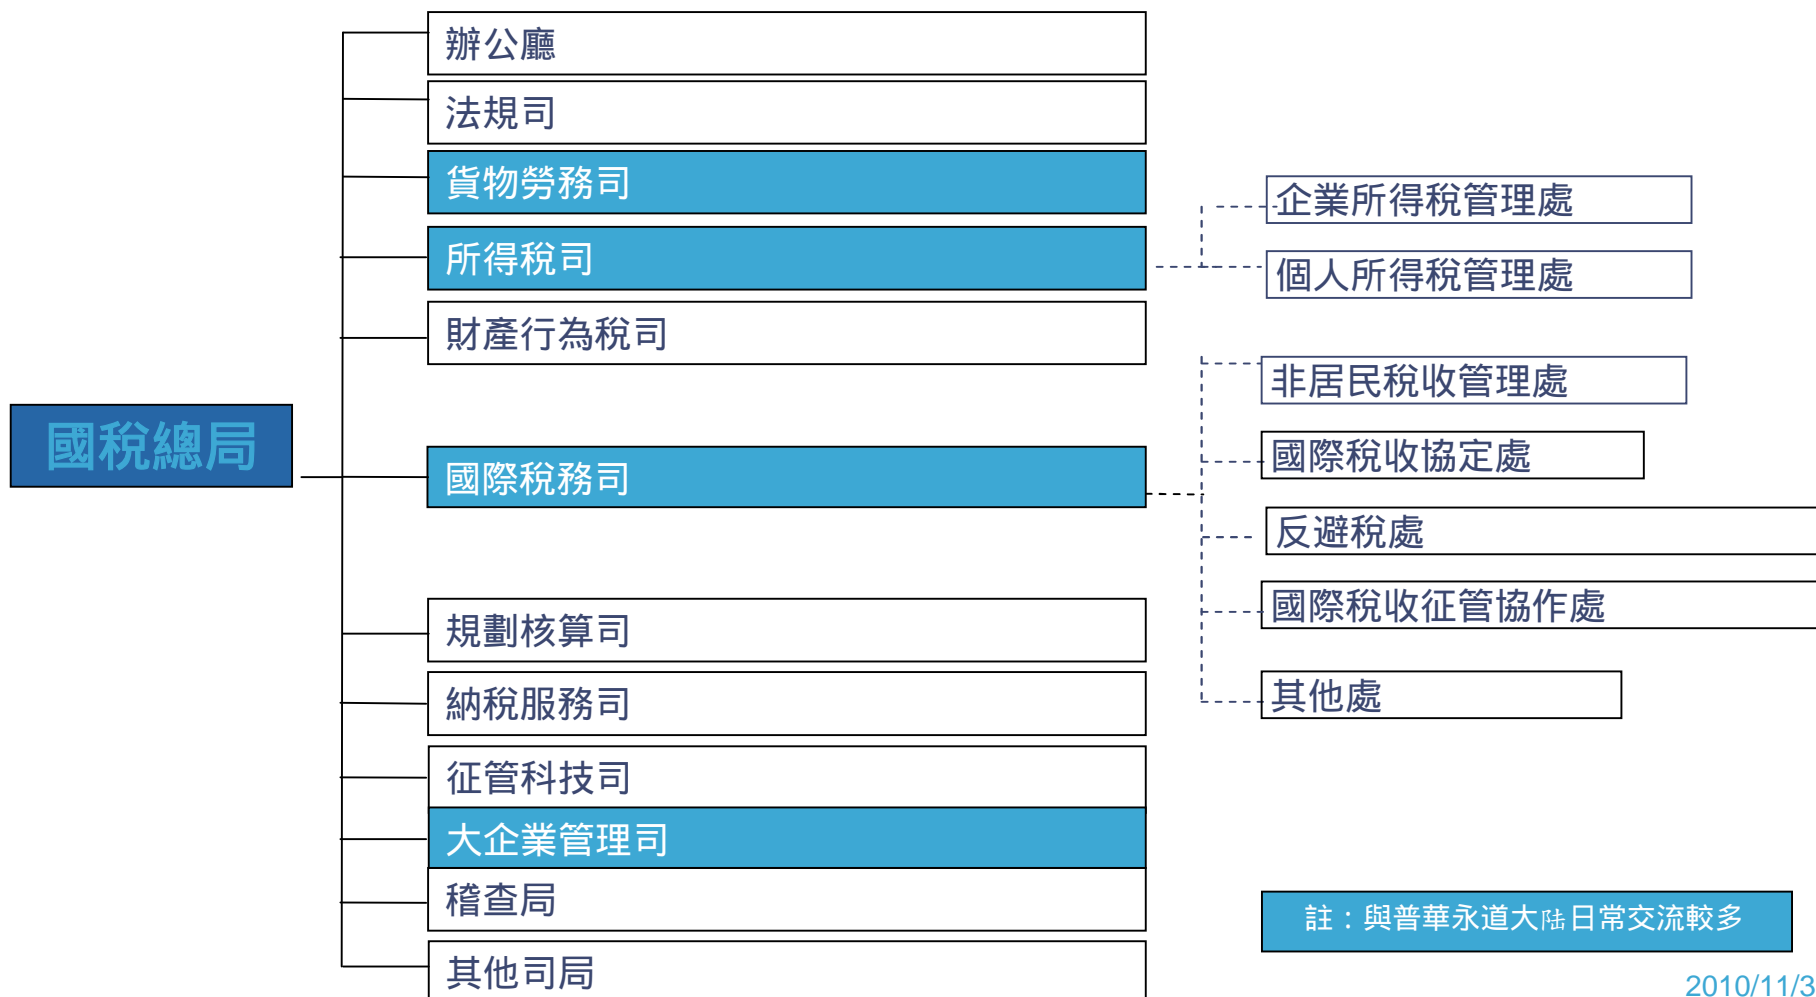 國稅總局
辦公廳
法規司
貨物勞務司
所得稅司
財產行為稅司
國際稅務司
規劃核算司
納稅服務司
征管科技司
大企業管理司
稽查局
其他司局
企業所得稅管理處
個人所得稅管理處
非居民稅收管理處
國際稅收協定處
反避稅處
國際稅收征管協作處
其他處
註：與普華永道大陆日常交流較多
2010/11/3